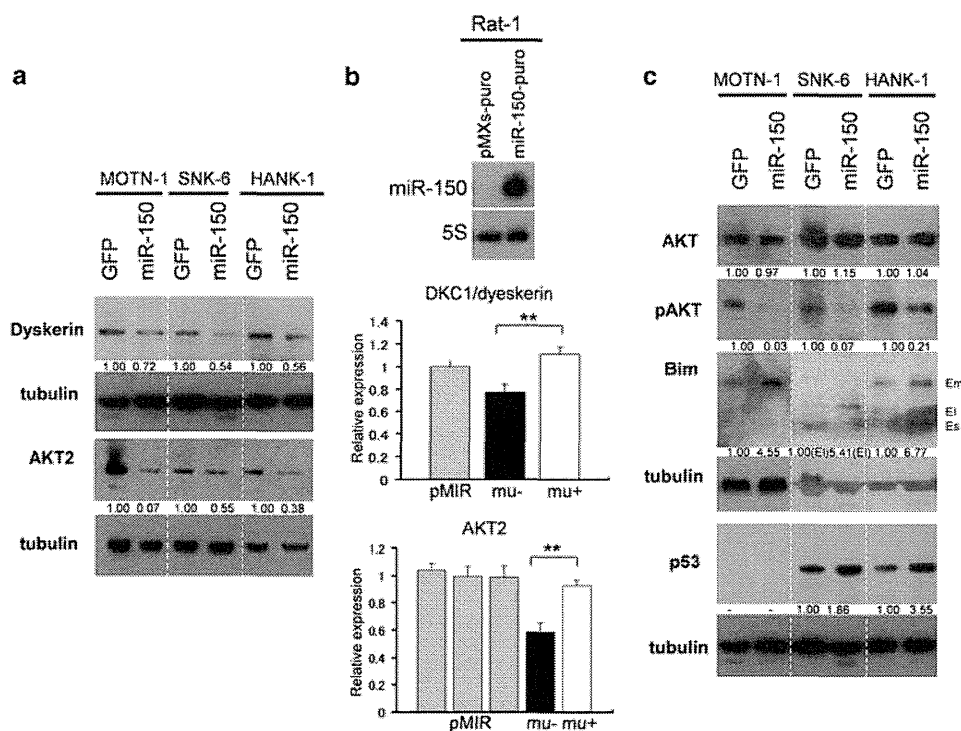 a
MOTN-1 SNK-6 HANK-1
GFP miR-150 GFP miR-150 GFP miR-150
Dyskerin
1.00 0.72 1.00 0.54 1.00 0.56
tubulin
AKT2
1.00 0.07 1.00 0.55 1.00 0.38
tubulin
b
Rat-1
pMXs-puro miR-150-puro
miR-150
5S
DKC1/dyeskerin
**
Relative expression
1.4
1.2
1
0.8
0.6
0.4
0.2
0
pMIR mu- mu+
AKT2
**
Relative expression
1.2
1
0.8
0.6
0.4
0.2
0
pMIR mu- mu+
c
MOTN-1 SNK-6 HANK-1
GFP miR-150 GFP miR-150 GFP miR-150
AKT
1.00 0.97 1.00 1.15 1.00 1.04
pAKT
1.00 0.03 1.00 0.07 1.00 0.21
Bim
Em
El
Es
1.00 4.55 1.00(El)5.41(El) 1.00 6.77
tubulin
p53
- - 1.00 1.86 1.00 3.55
tubulin